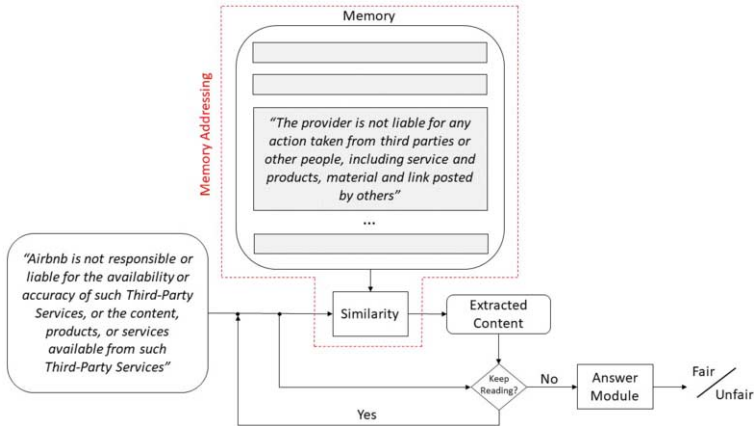 Memory
Memory Addressing
“The provider is not liable for any
action taken from third parties or
other people, including service and
products, material and link posted
by others”
...
“Airbnb is not responsible or
liable for the availability or
accuracy of such Third-Party
Services, or the content,
products, or services
available from such
Third-Party Services”
Similarity
Extracted
Content
Keep
Reading?
No
Yes
Answer
Module
Fair
Unfair